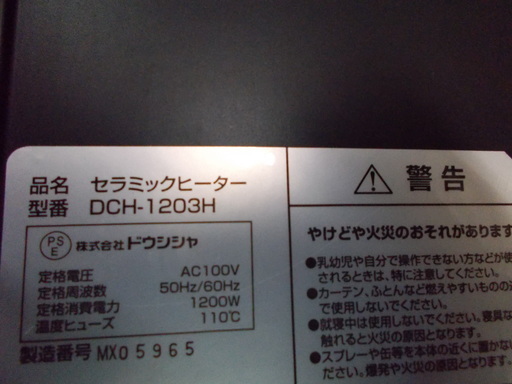 品名 セラミックヒーター
型番 DCH-1203H
PS
E
株式会社ドウシシャ
定格電圧 AC100V
定格周波数 50Hz/60Hz
定格消費電力 1200W
温度ヒューズ 110℃
製造番号 MX05965
警告
やけどや火災のおそれがあります
●乳幼児や自分で操作できない方などが使
されるときは、特に注意してください。
●カーテン、ふとんなど燃えやすいものの近
で使用しないでください。
●就寝中は使用しないでください。寝具な
触れると火災の原因となります。
●スプレーや缶等を本体の近くに置かない
い。爆発や火災の原因となります。